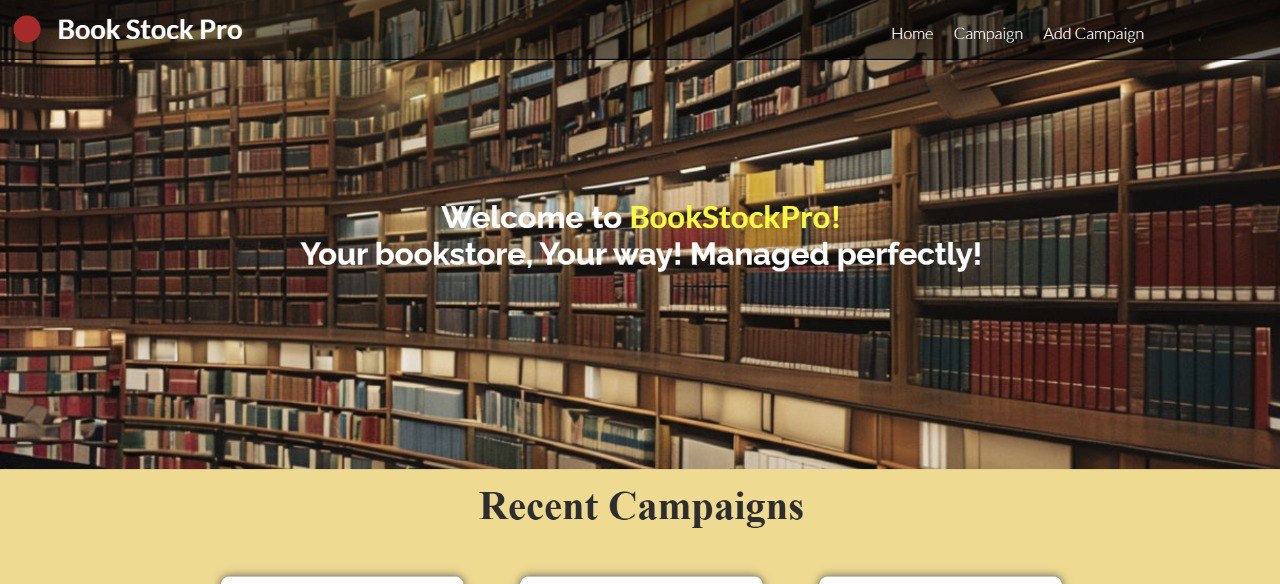 Book Stock Pro
Home Campaign Add Campaign
Welcome to BookStockPro!
Your bookstore, Your way! Managed perfectly!
Recent Campaigns